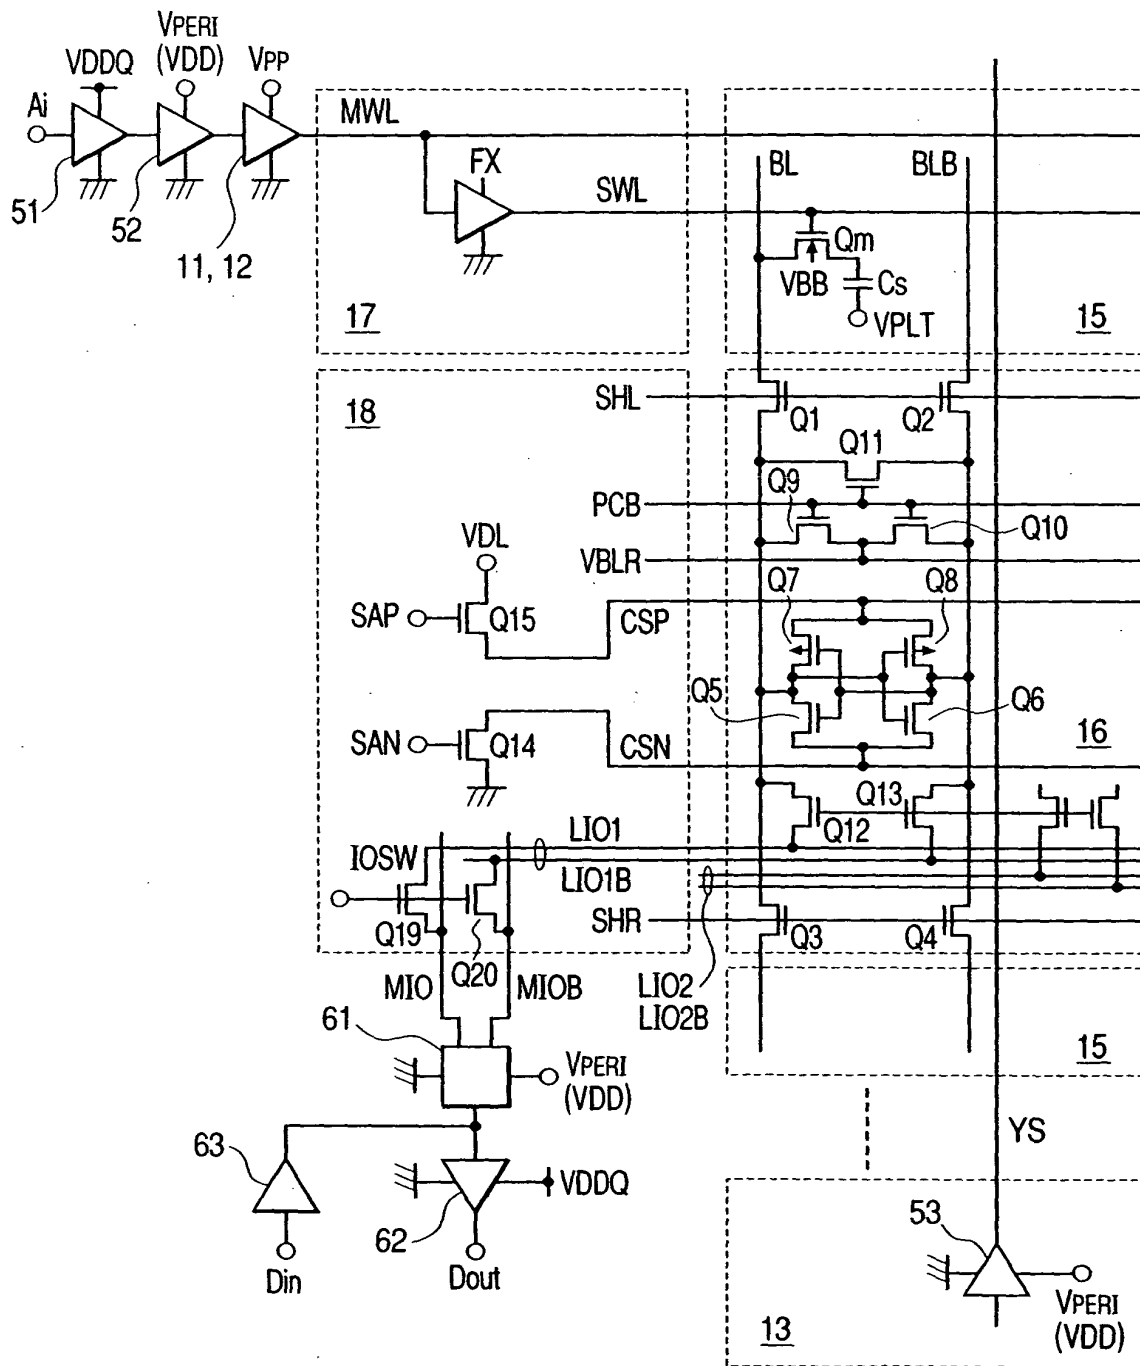 VPERI
VDDQ (VDD) VPP
Ai
MWL
BL BLB
FX
SWL
51 52
11, 12
Qm
VBB Cs
VPLT
17
15
SHL
Q1 Q2
18
Q11
Q9
PCB
Q10
VDL
VBLR
Q7 Q8
SAP Q15 CSP
Q5 Q6
SAN Q14 CSN
16
Q13
Q12
LIO1
IOSW
LIO1B
SHR
Q19
Q3 Q4
Q20
MIO MIOB
LIO2
LIO2B
61
15
VPERI
(VDD)
YS
63
VDDQ
62
53
Din Dout
VPERI
(VDD)
13